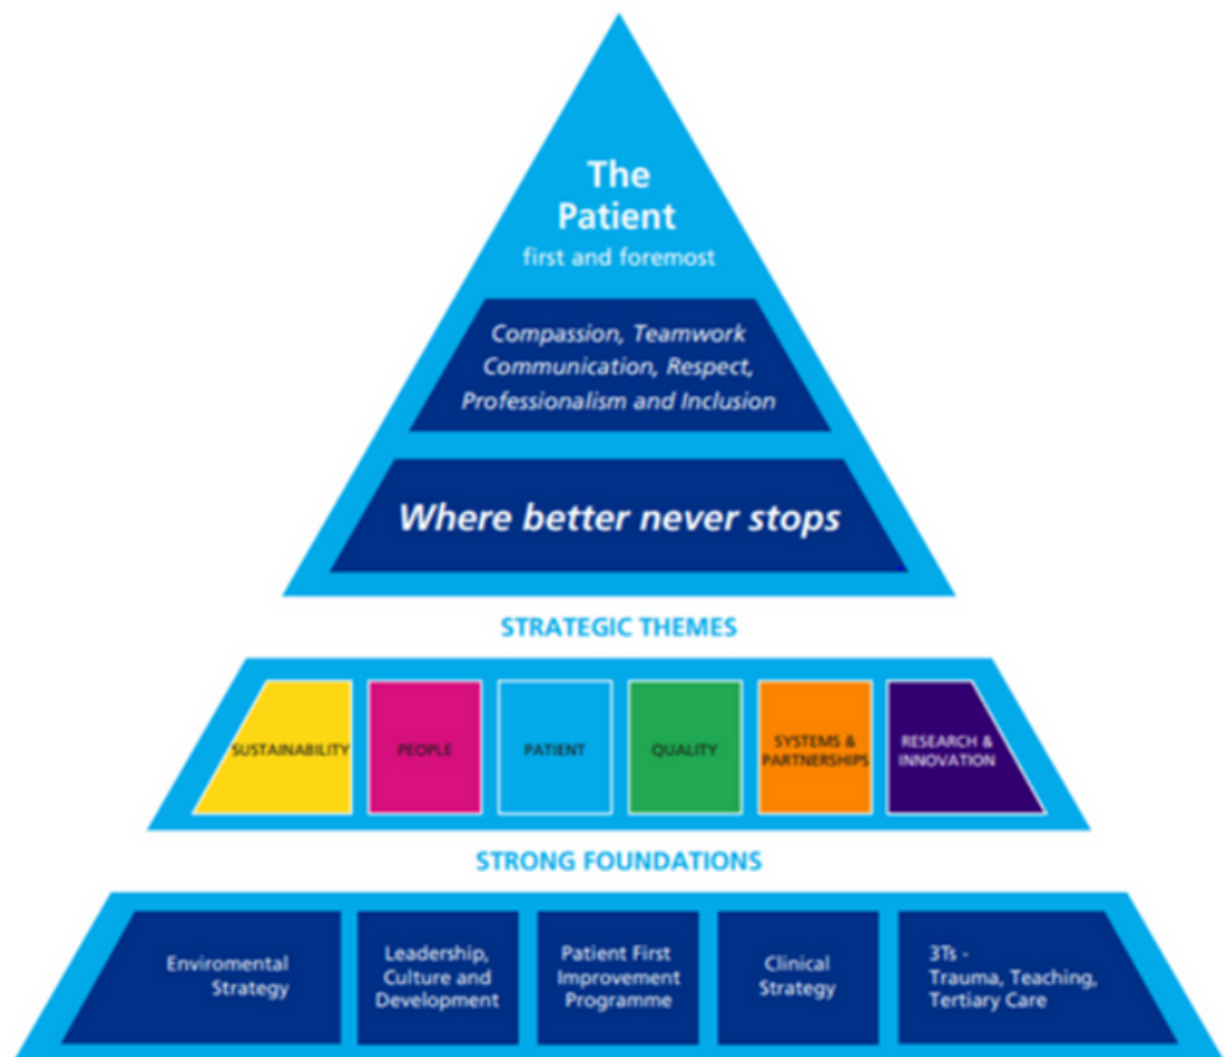 The
Patient
first and foremost
Compassion, Teamwork
Communication, Respect,
Professionalism and Inclusion
Where better never stops
STRATEGIC THEMES
SUSTAINABILITY
PEOPLE
PATIENT
QUALITY
SYSTEMS &
PARTNERSHIPS
RESEARCH &
INNOVATION
STRONG FOUNDATIONS
Enviromental
Strategy
Leadership,
Culture and
Development
Patient First
Improvement
Programme
Clinical
Strategy
3Ts -
Trauma, Teaching,
Tertiary Care